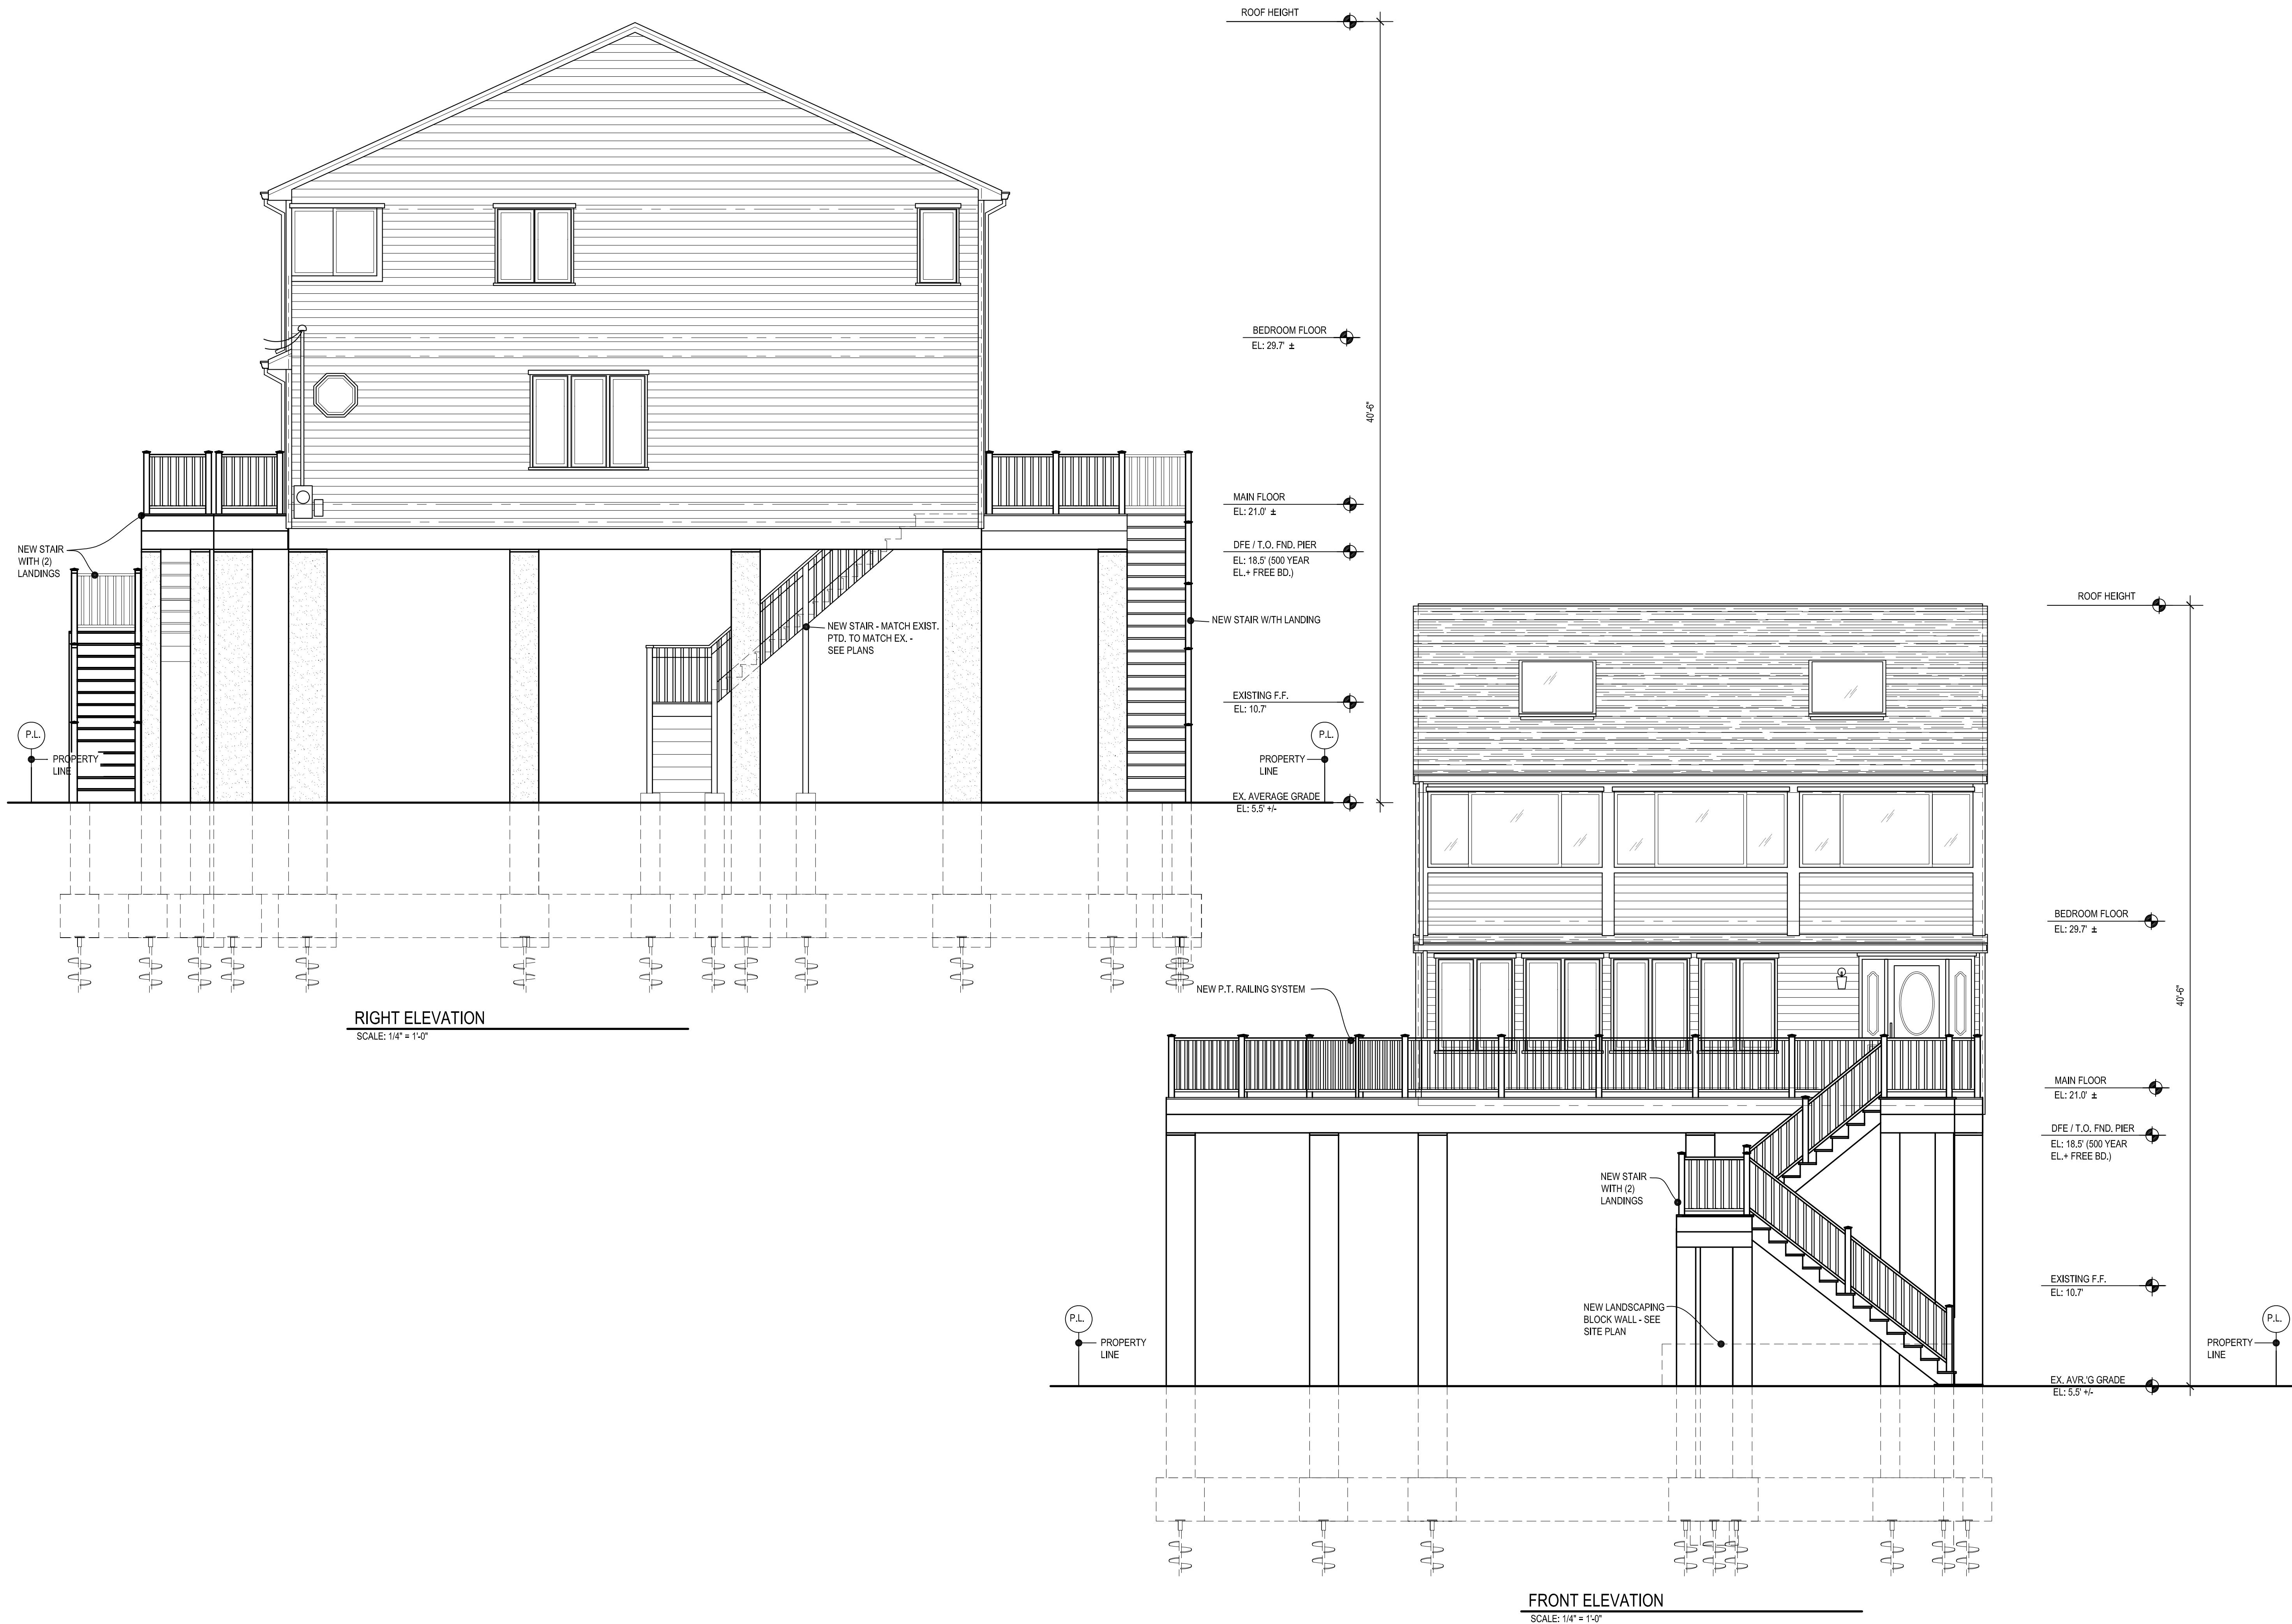 ROOF HEIGHT
BEDROOM FLOOR
EL: 29.7' ±
40'-6"
MAIN FLOOR
EL: 21.0' ±
DFE / T.O. FND. PIER
EL: 18.5' (500 YEAR
EL.+ FREE BD.)
NEW STAIR
WITH (2)
LANDINGS
NEW STAIR - MATCH EXIST.
PTD. TO MATCH EX. -
SEE PLANS
NEW STAIR W/TH LANDING
EXISTING F.F.
EL: 10.7'
P.L.
PROPERTY
LINE
P.L.
PROPERTY
LINE
EX. AVERAGE GRADE
EL: 5.5' +/-
RIGHT ELEVATION
SCALE: 1/4" = 1'-0"
ROOF HEIGHT
BEDROOM FLOOR
EL: 29.7' ±
40'-6"
NEW P.T. RAILING SYSTEM
MAIN FLOOR
EL: 21.0' ±
DFE / T.O. FND. PIER
EL: 18.5' (500 YEAR
EL.+ FREE BD.)
NEW STAIR
WITH (2)
LANDINGS
EXISTING F.F.
EL: 10.7'
NEW LANDSCAPING
BLOCK WALL - SEE
SITE PLAN
P.L.
PROPERTY
LINE
P.L.
PROPERTY
LINE
EX. AVR.'G GRADE
EL: 5.5' +/-
FRONT ELEVATION
SCALE: 1/4" = 1'-0"